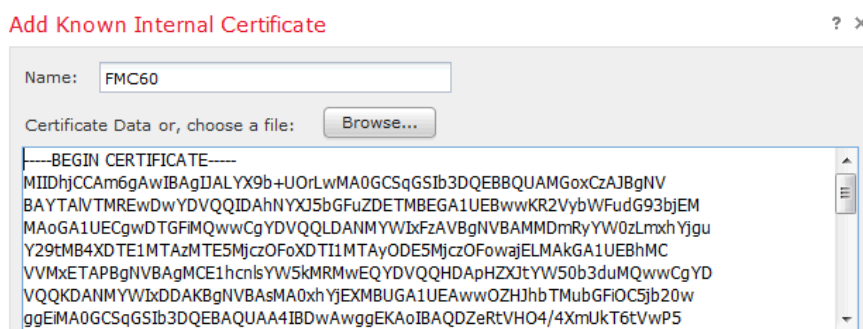 Add Known Internal Certificate ? ×
Name: FMC60
Certificate Data or, choose a file: Browse...
-----BEGIN CERTIFICATE-----
MIIDhjCCAm6gAwIBAgIJALYX9b+UOrLwMA0GCSqGSIb3DQEBBQUAMGoxCzAJBgNV
BAYTAlVTMREwDwYDVQQIDAhNYXJ5bGFuZDETMBEGA1UEBwwKR2VybWFudG93bjEM
MAoGA1UECgwDTGFiMQwwCgYDVQQLDANMYWIxFzAVBgNVBAMMDmRyYW0zLmxhYjgu
Y29tMB4XDTE1MTAzMTE5MjczOFoXDTI1MTAyODE5MjczOFowajELMAkGA1UEBhMC
VVMxETAPBgNVBAgMCE1hcnlsYW5kMRMwEQYDVQQHDApHZXJtYW50b3duMQwwCgYD
VQQKDANMYWIxDDAKBgNVBAsMA0xhYjEXMBUGA1UEAwwOZHJhbTMubGFiOC5jb20w
ggEiMA0GCSqGSIb3DQEBAQUAA4IBDwAwggEKAoIBAQDZeRtVHO4/4XmUkT6tVwP5